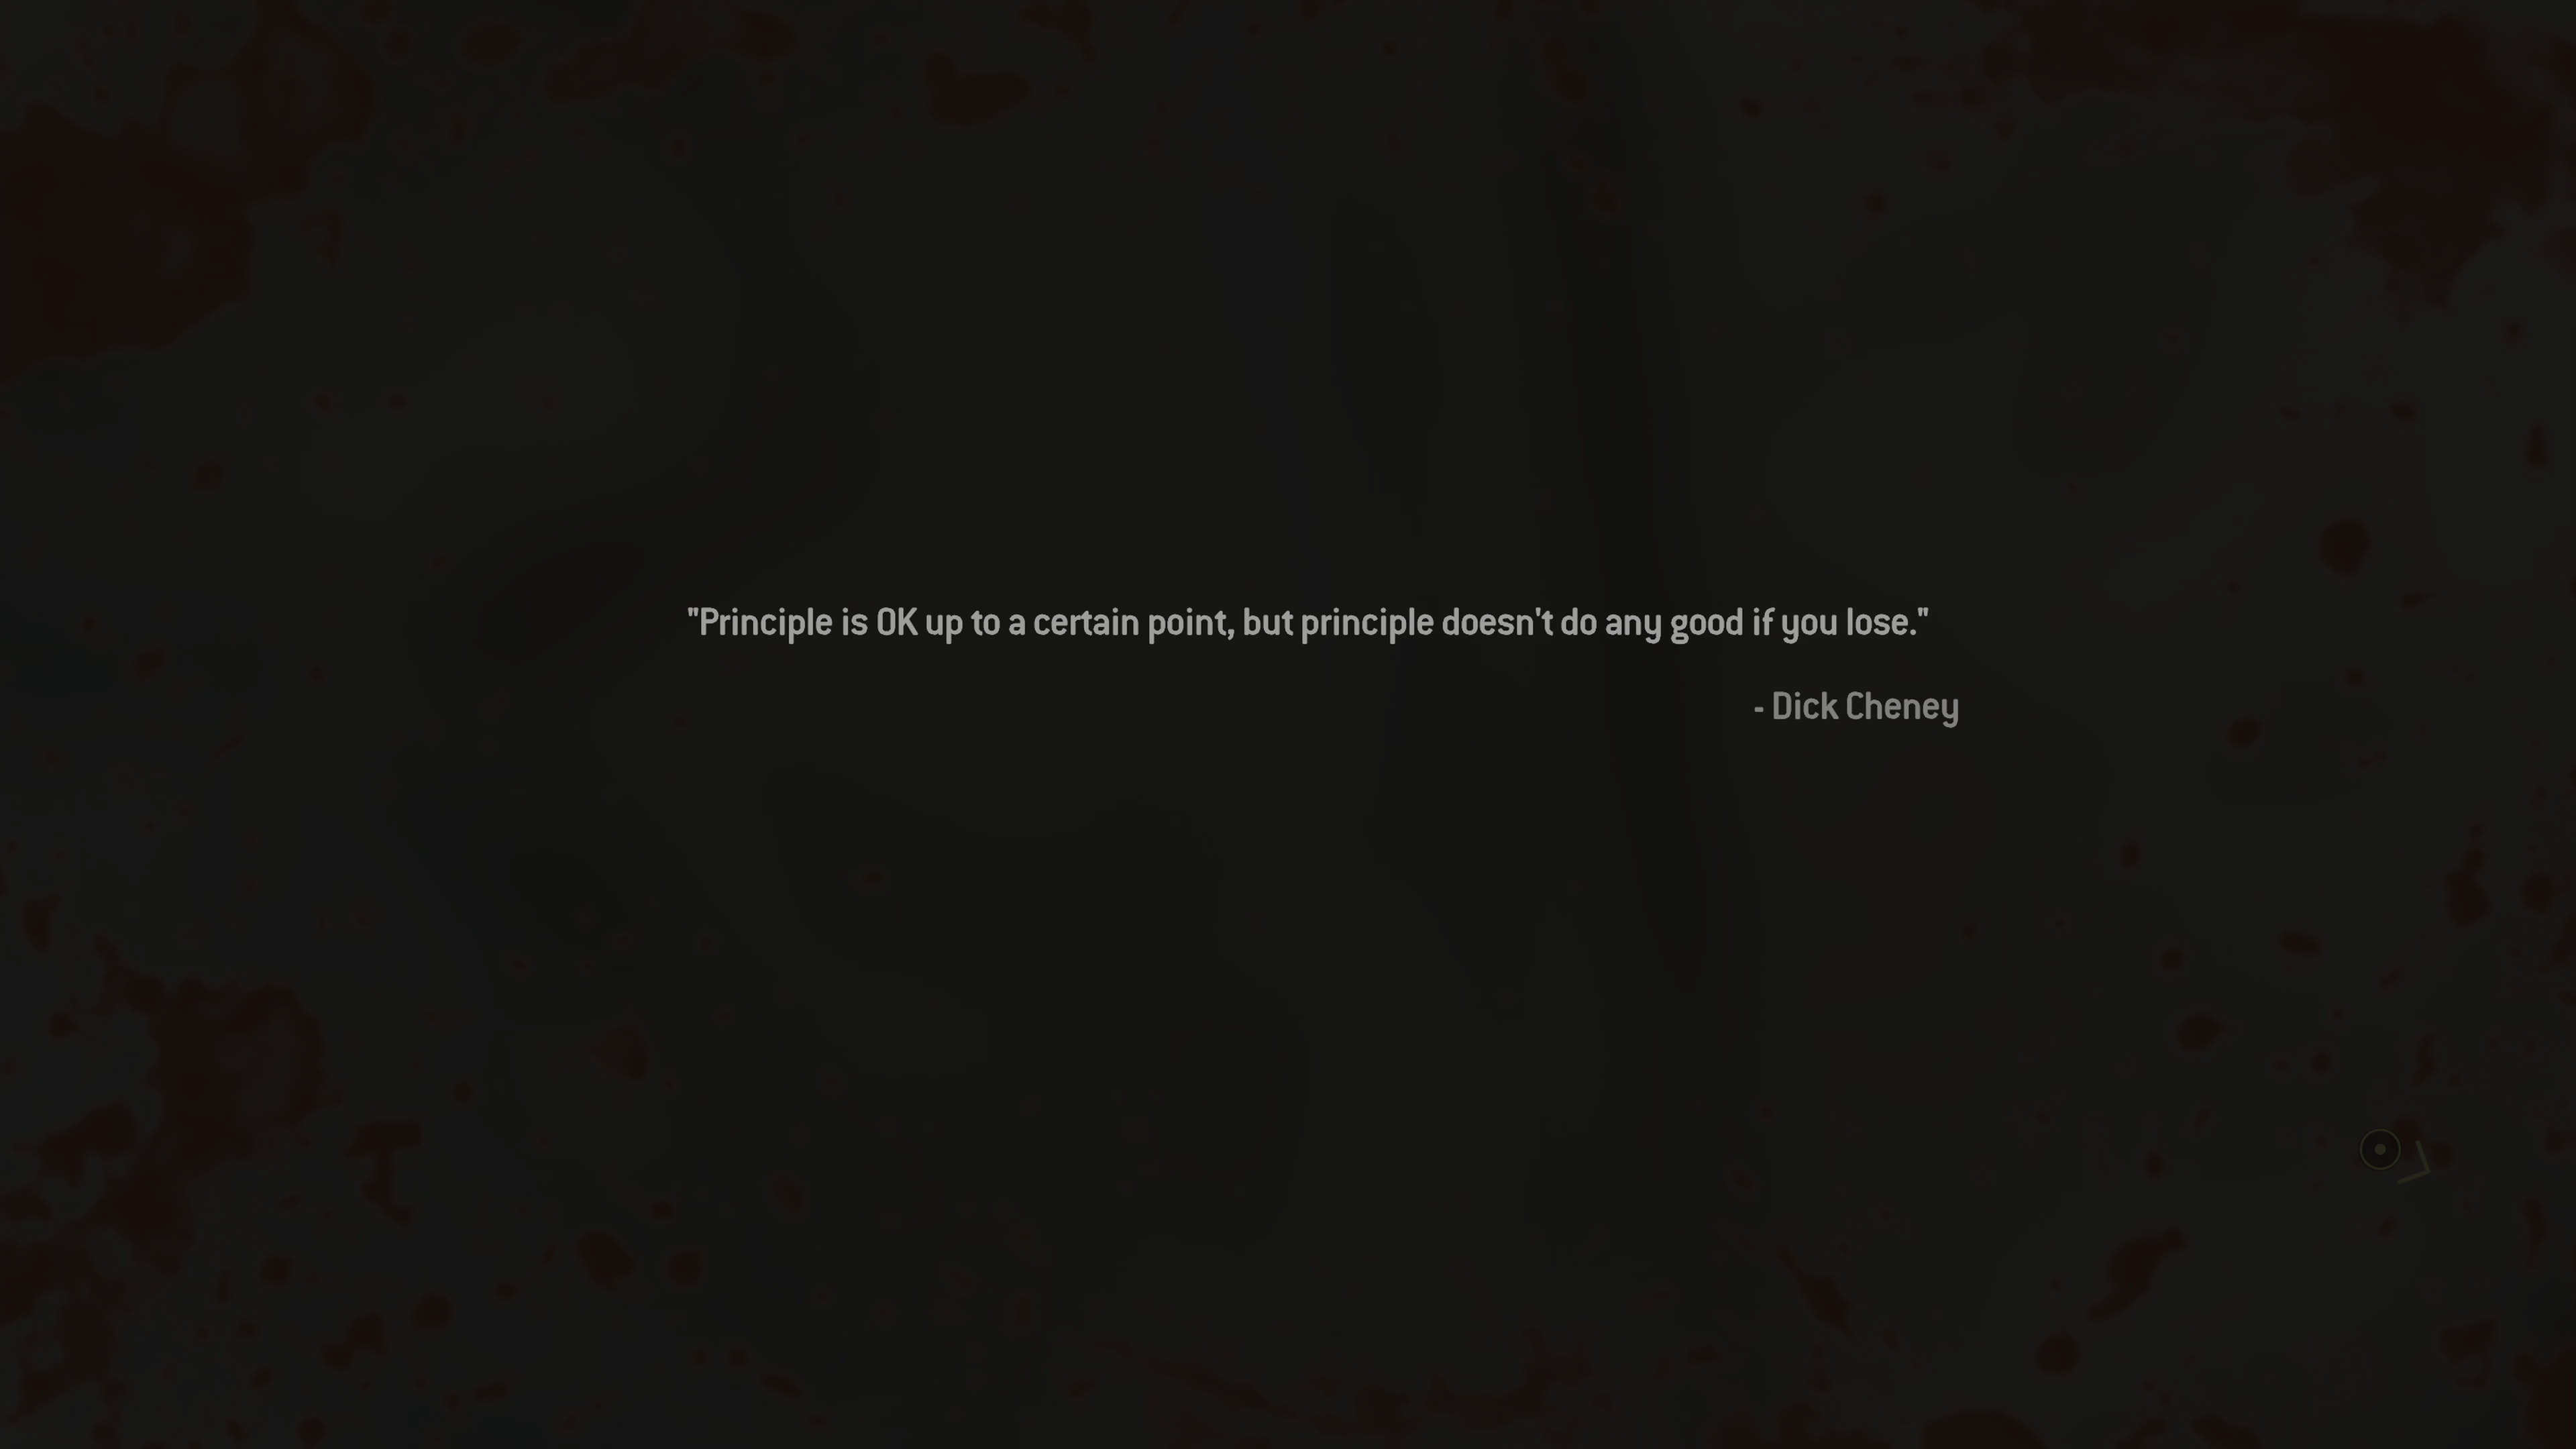 "Principle is OK up to a certain point, but principle doesn't do any good if you lose."
- Dick Cheney